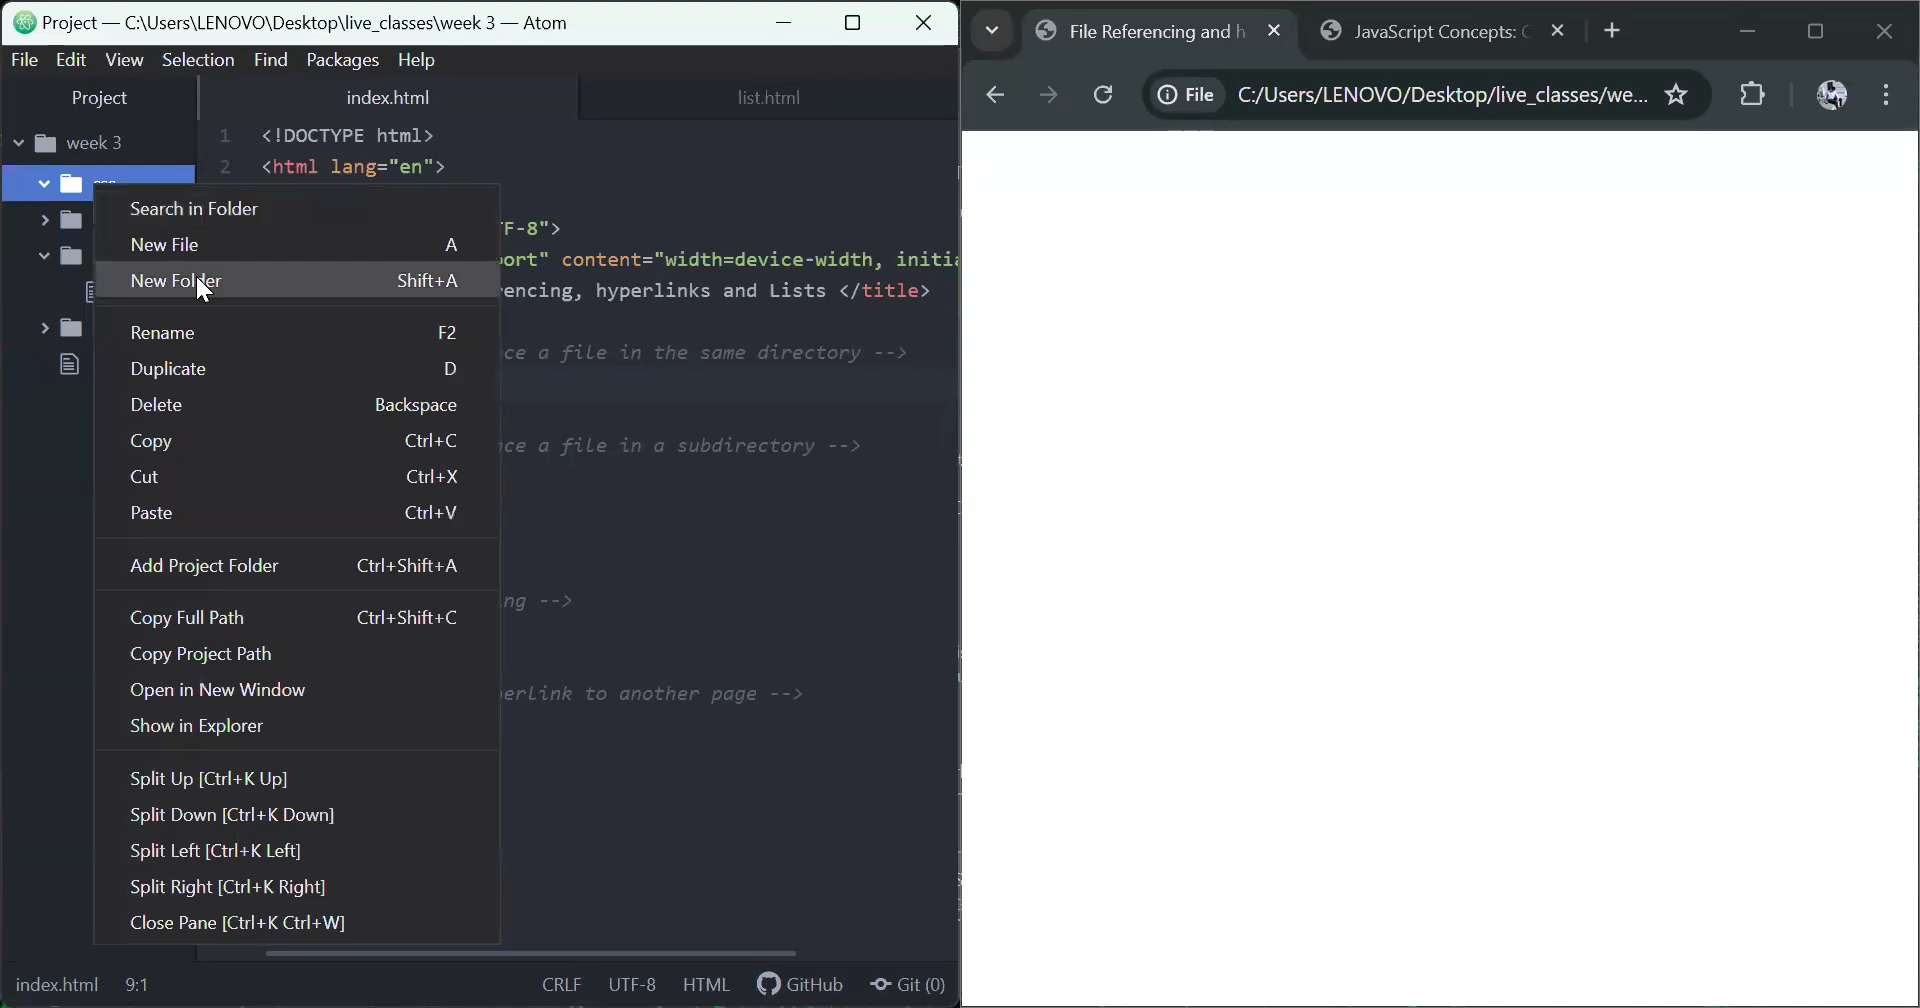 Project — C:\Users\LENOVO\Desktop\live_classes\week 3 — Atom
File Edit View Selection Find Packages Help
Project
index.html
list.html
week 3
1 <!DOCTYPE html>
2 <html lang="en">
F-8">
ort" content="width=device-width, initia
encing, hyperlinks and Lists </title>
ce a file in the same directory -->
ce a file in a subdirectory -->
ng -->
erlink to another page -->
Search in Folder
New File A
New Folder Shift+A
Rename F2
Duplicate D
Delete Backspace
Copy Ctrl+C
Cut Ctrl+X
Paste Ctrl+V
Add Project Folder Ctrl+Shift+A
Copy Full Path Ctrl+Shift+C
Copy Project Path
Open in New Window
Show in Explorer
Split Up [Ctrl+K Up]
Split Down [Ctrl+K Down]
Split Left [Ctrl+K Left]
Split Right [Ctrl+K Right]
Close Pane [Ctrl+K Ctrl+W]
index.html 9:1 CRLF UTF-8 HTML GitHub Git (0)
File Referencing and h
JavaScript Concepts: C
File C:/Users/LENOVO/Desktop/live_classes/we...